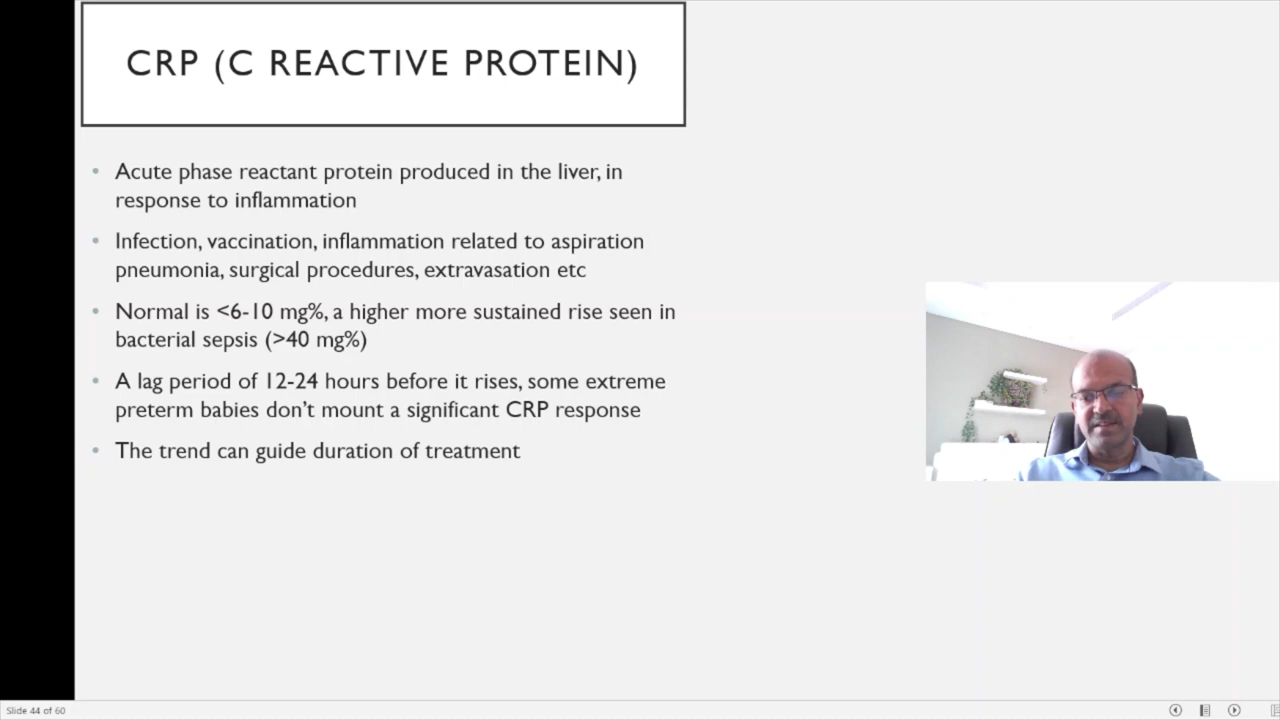 CRP (C REACTIVE PROTEIN)
• Acute phase reactant protein produced in the liver, in
response to inflammation
• Infection, vaccination, inflammation related to aspiration
pneumonia, surgical procedures, extravasation etc
• Normal is <6-10 mg%, a higher more sustained rise seen in
bacterial sepsis (>40 mg%)
• A lag period of 12-24 hours before it rises, some extreme
preterm babies don't mount a significant CRP response
• The trend can guide duration of treatment
Slide 44 of 60